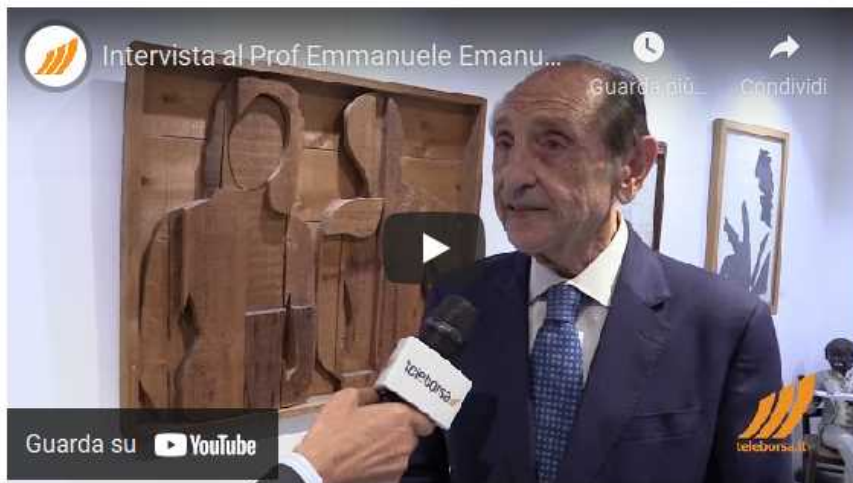 Intervista al Prof Emmanuele Emanu...
Guarda più...
Condividi
teleborsa
teleborsa.it
Guarda su YouTube